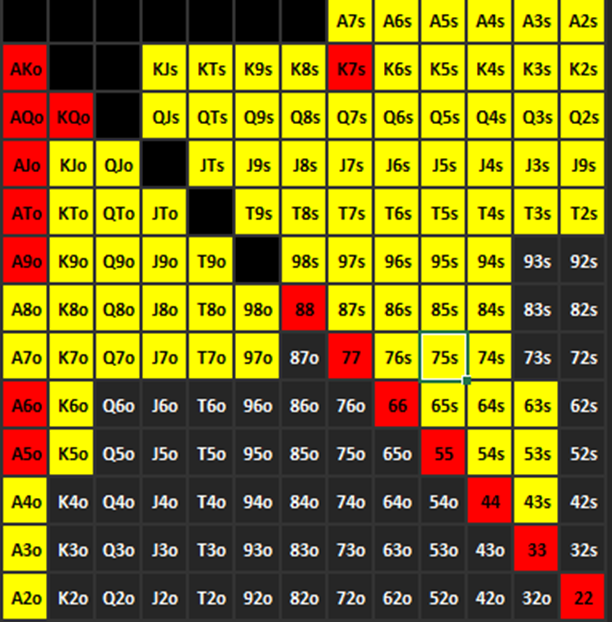 A7s A6s A5s A4s A3s A2s
AKo KJs KTs K9s K8s K7s K6s K5s K4s K3s K2s
AQo KQo QJs QTs Q9s Q8s Q7s Q6s Q5s Q4s Q3s Q2s
AJo KJo QJo JTs J9s J8s J7s J6s J5s J4s J3s J9s
ATo KTo QTo JTo T9s T8s T7s T6s T5s T4s T3s T2s
A9o K9o Q9o J9o T9o 98s 97s 96s 95s 94s 93s 92s
A8o K8o Q8o J8o T8o 98o 88 87s 86s 85s 84s 83s 82s
A7o K7o Q7o J7o T7o 97o 87o 77 76s 75s 74s 73s 72s
A6o K6o Q6o J6o T6o 96o 86o 76o 66 65s 64s 63s 62s
A5o K5o Q5o J5o T5o 95o 85o 75o 65o 55 54s 53s 52s
A4o K4o Q4o J4o T4o 94o 84o 74o 64o 54o 44 43s 42s
A3o K3o Q3o J3o T3o 93o 83o 73o 63o 53o 43o 33 32s
A2o K2o Q2o J2o T2o 92o 82o 72o 62o 52o 42o 32o 22